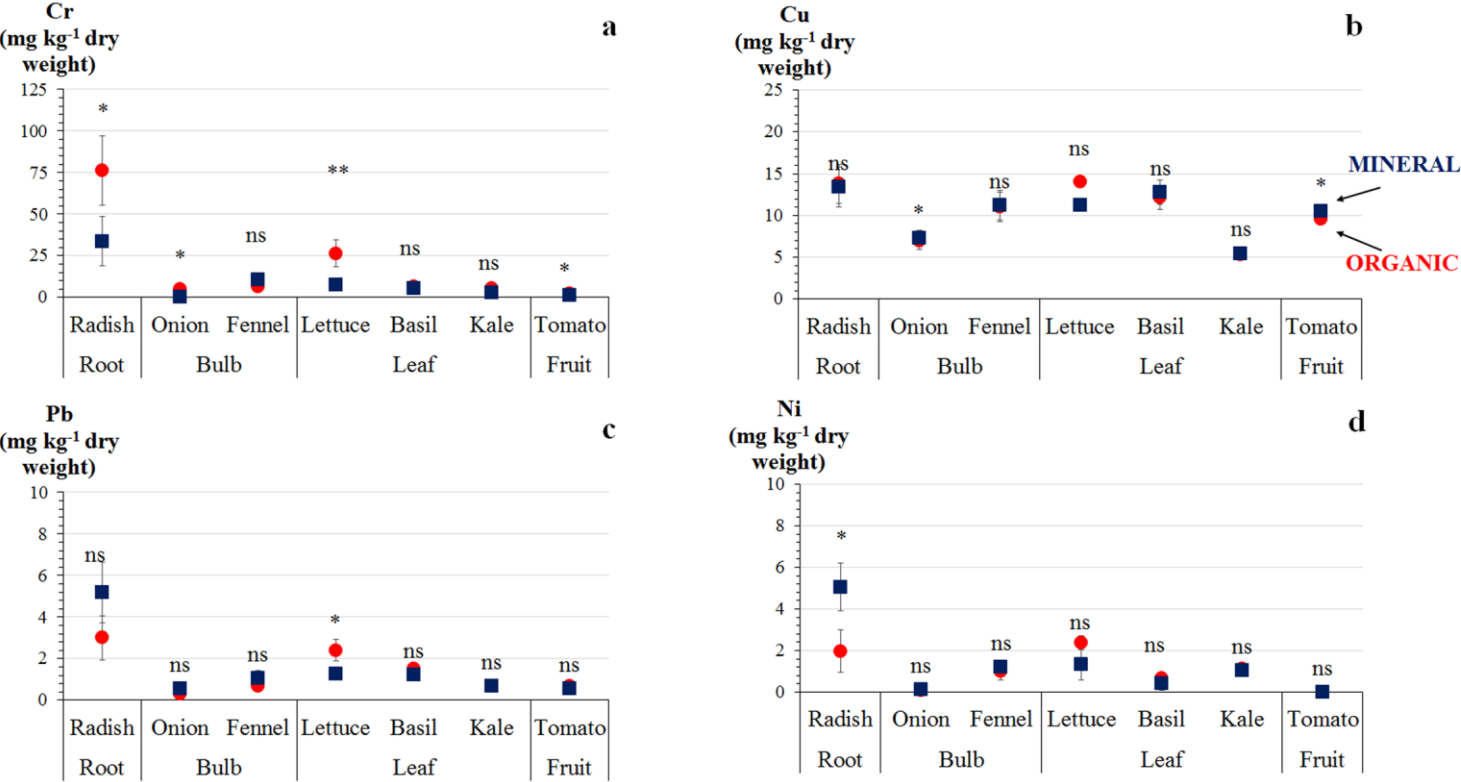 Cr
(mg kg⁻¹ dry
weight)
a
125
100
75
50
25
0
*
*
ns
**
ns
ns
*
Radish Onion Fennel Lettuce Basil Kale Tomato
Root Bulb Leaf Fruit
Cu
(mg kg⁻¹ dry
weight)
b
25
20
15
10
5
0
ns
*
ns
ns
ns
ns
*
MINERAL
ORGANIC
Radish Onion Fennel Lettuce Basil Kale Tomato
Root Bulb Leaf Fruit
Pb
(mg kg⁻¹ dry
weight)
c
10
8
6
4
2
0
ns
ns
ns
*
ns
ns
ns
Radish Onion Fennel Lettuce Basil Kale Tomato
Root Bulb Leaf Fruit
Ni
(mg kg⁻¹ dry
weight)
d
10
8
6
4
2
0
*
ns
ns
ns
ns
ns
ns
Radish Onion Fennel Lettuce Basil Kale Tomato
Root Bulb Leaf Fruit